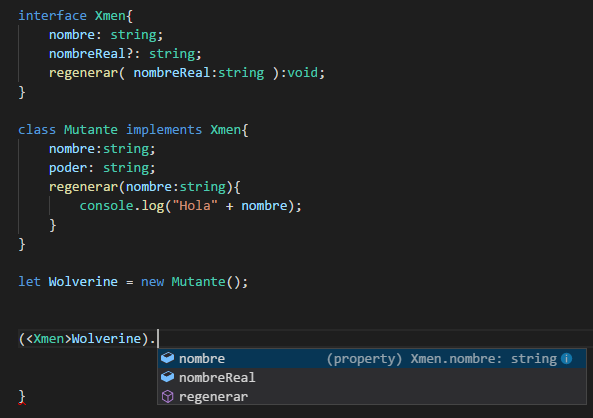 interface Xmen{
nombre: string;
nombreReal?: string;
regenerar( nombreReal:string ):void;
}
class Mutante implements Xmen{
nombre:string;
poder: string;
regenerar(nombre:string){
console.log("Hola" + nombre);
}
}
let Wolverine = new Mutante();
(<Xmen>Wolverine).
nombre (property) Xmen.nombre: string
nombreReal
regenerar
}